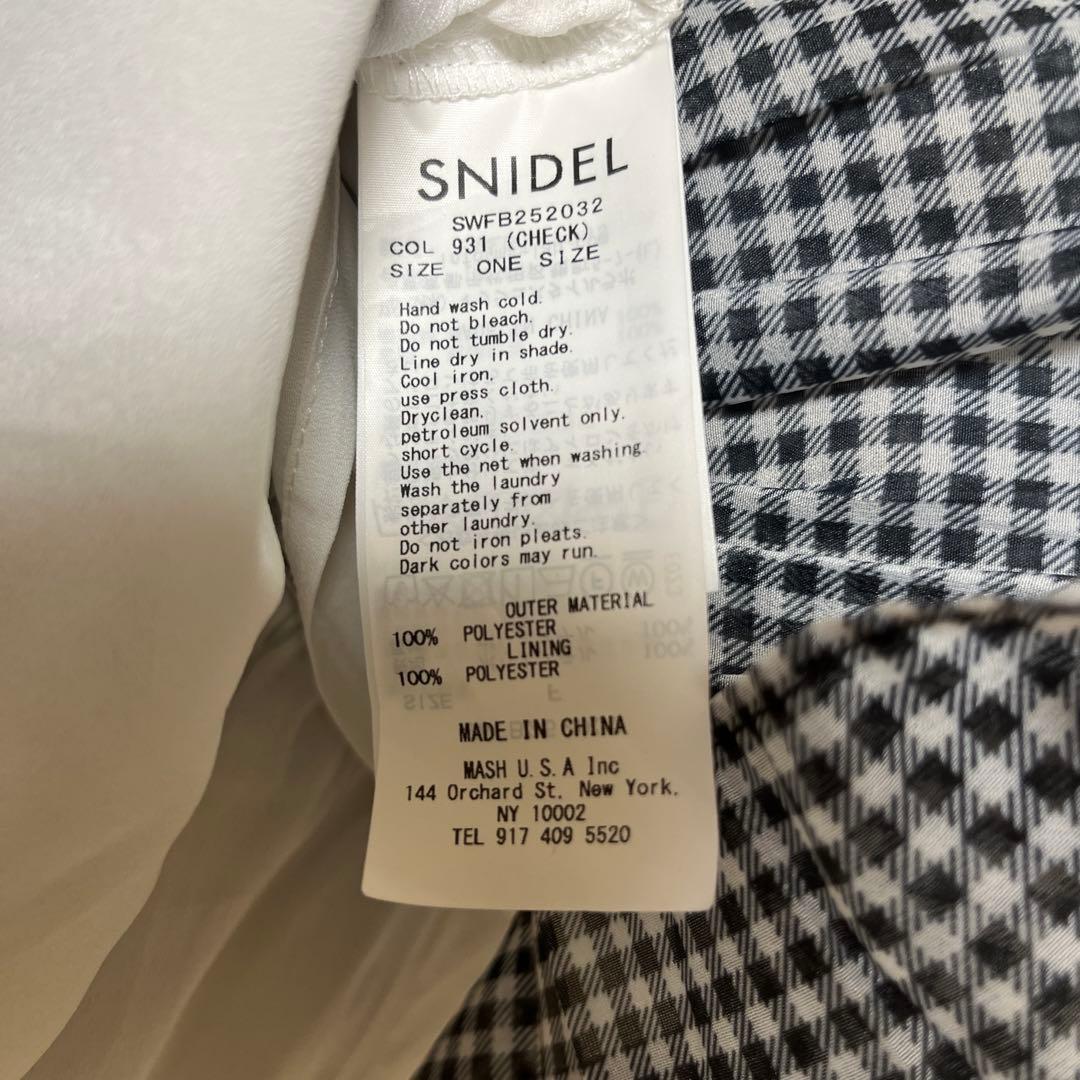 SNIDEL
SWFB252032
COL 931 (CHECK)
SIZE ONE SIZE
Hand wash cold.
Do not bleach.
Do not tumble dry.
Line dry in shade.
Cool iron.
use press cloth.
Dryclean.
petroleum solvent only.
short cycle.
Use the net when washing.
Wash the laundry
separately from
other laundry.
Do not iron pleats.
Dark colors may run.
OUTER MATERIAL
100% POLYESTER
LINING
100% POLYESTER
MADE IN CHINA
MASH U.S.A Inc
144 Orchard St. New York.
NY 10002
TEL 917 409 5520